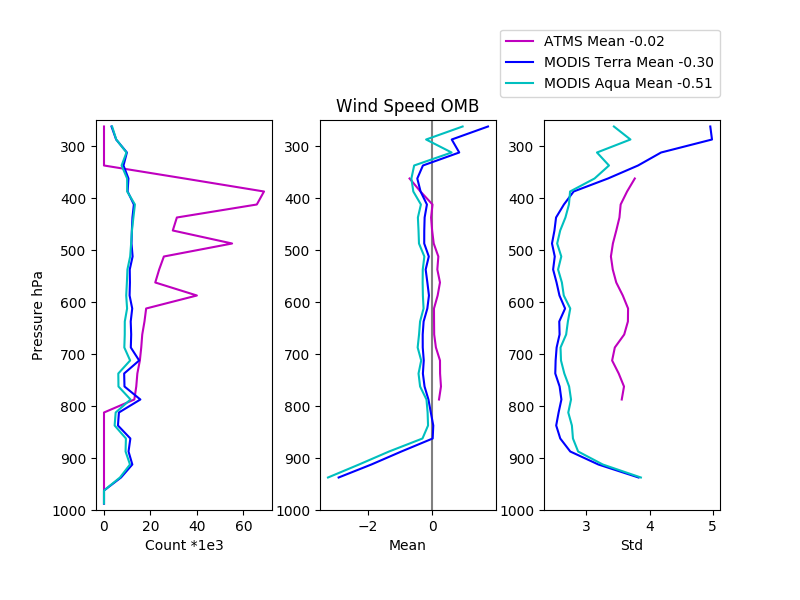 ATMS Mean -0.02
MODIS Terra Mean -0.30
MODIS Aqua Mean -0.51
Wind Speed OMB
Pressure hPa
300
400
500
600
700
800
900
1000
0 20 40 60
Count *1e3
300
400
500
600
700
800
900
1000
−2 0
Mean
300
400
500
600
700
800
900
1000
3 4 5
Std